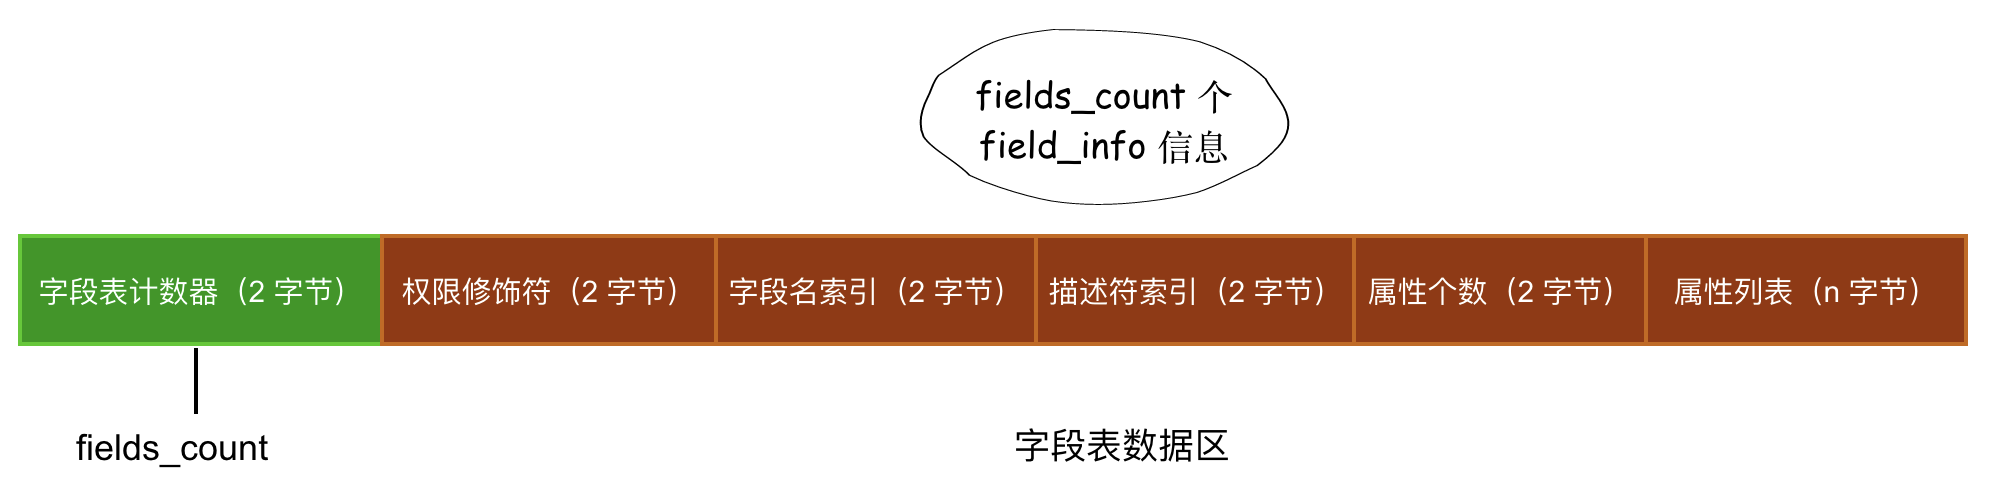 fields_count 个
field_info 信息
字段表计数器（2 字节）
权限修饰符（2 字节）
字段名索引（2 字节）
描述符索引（2 字节）
属性个数（2 字节）
属性列表（n 字节）
fields_count
字段表数据区